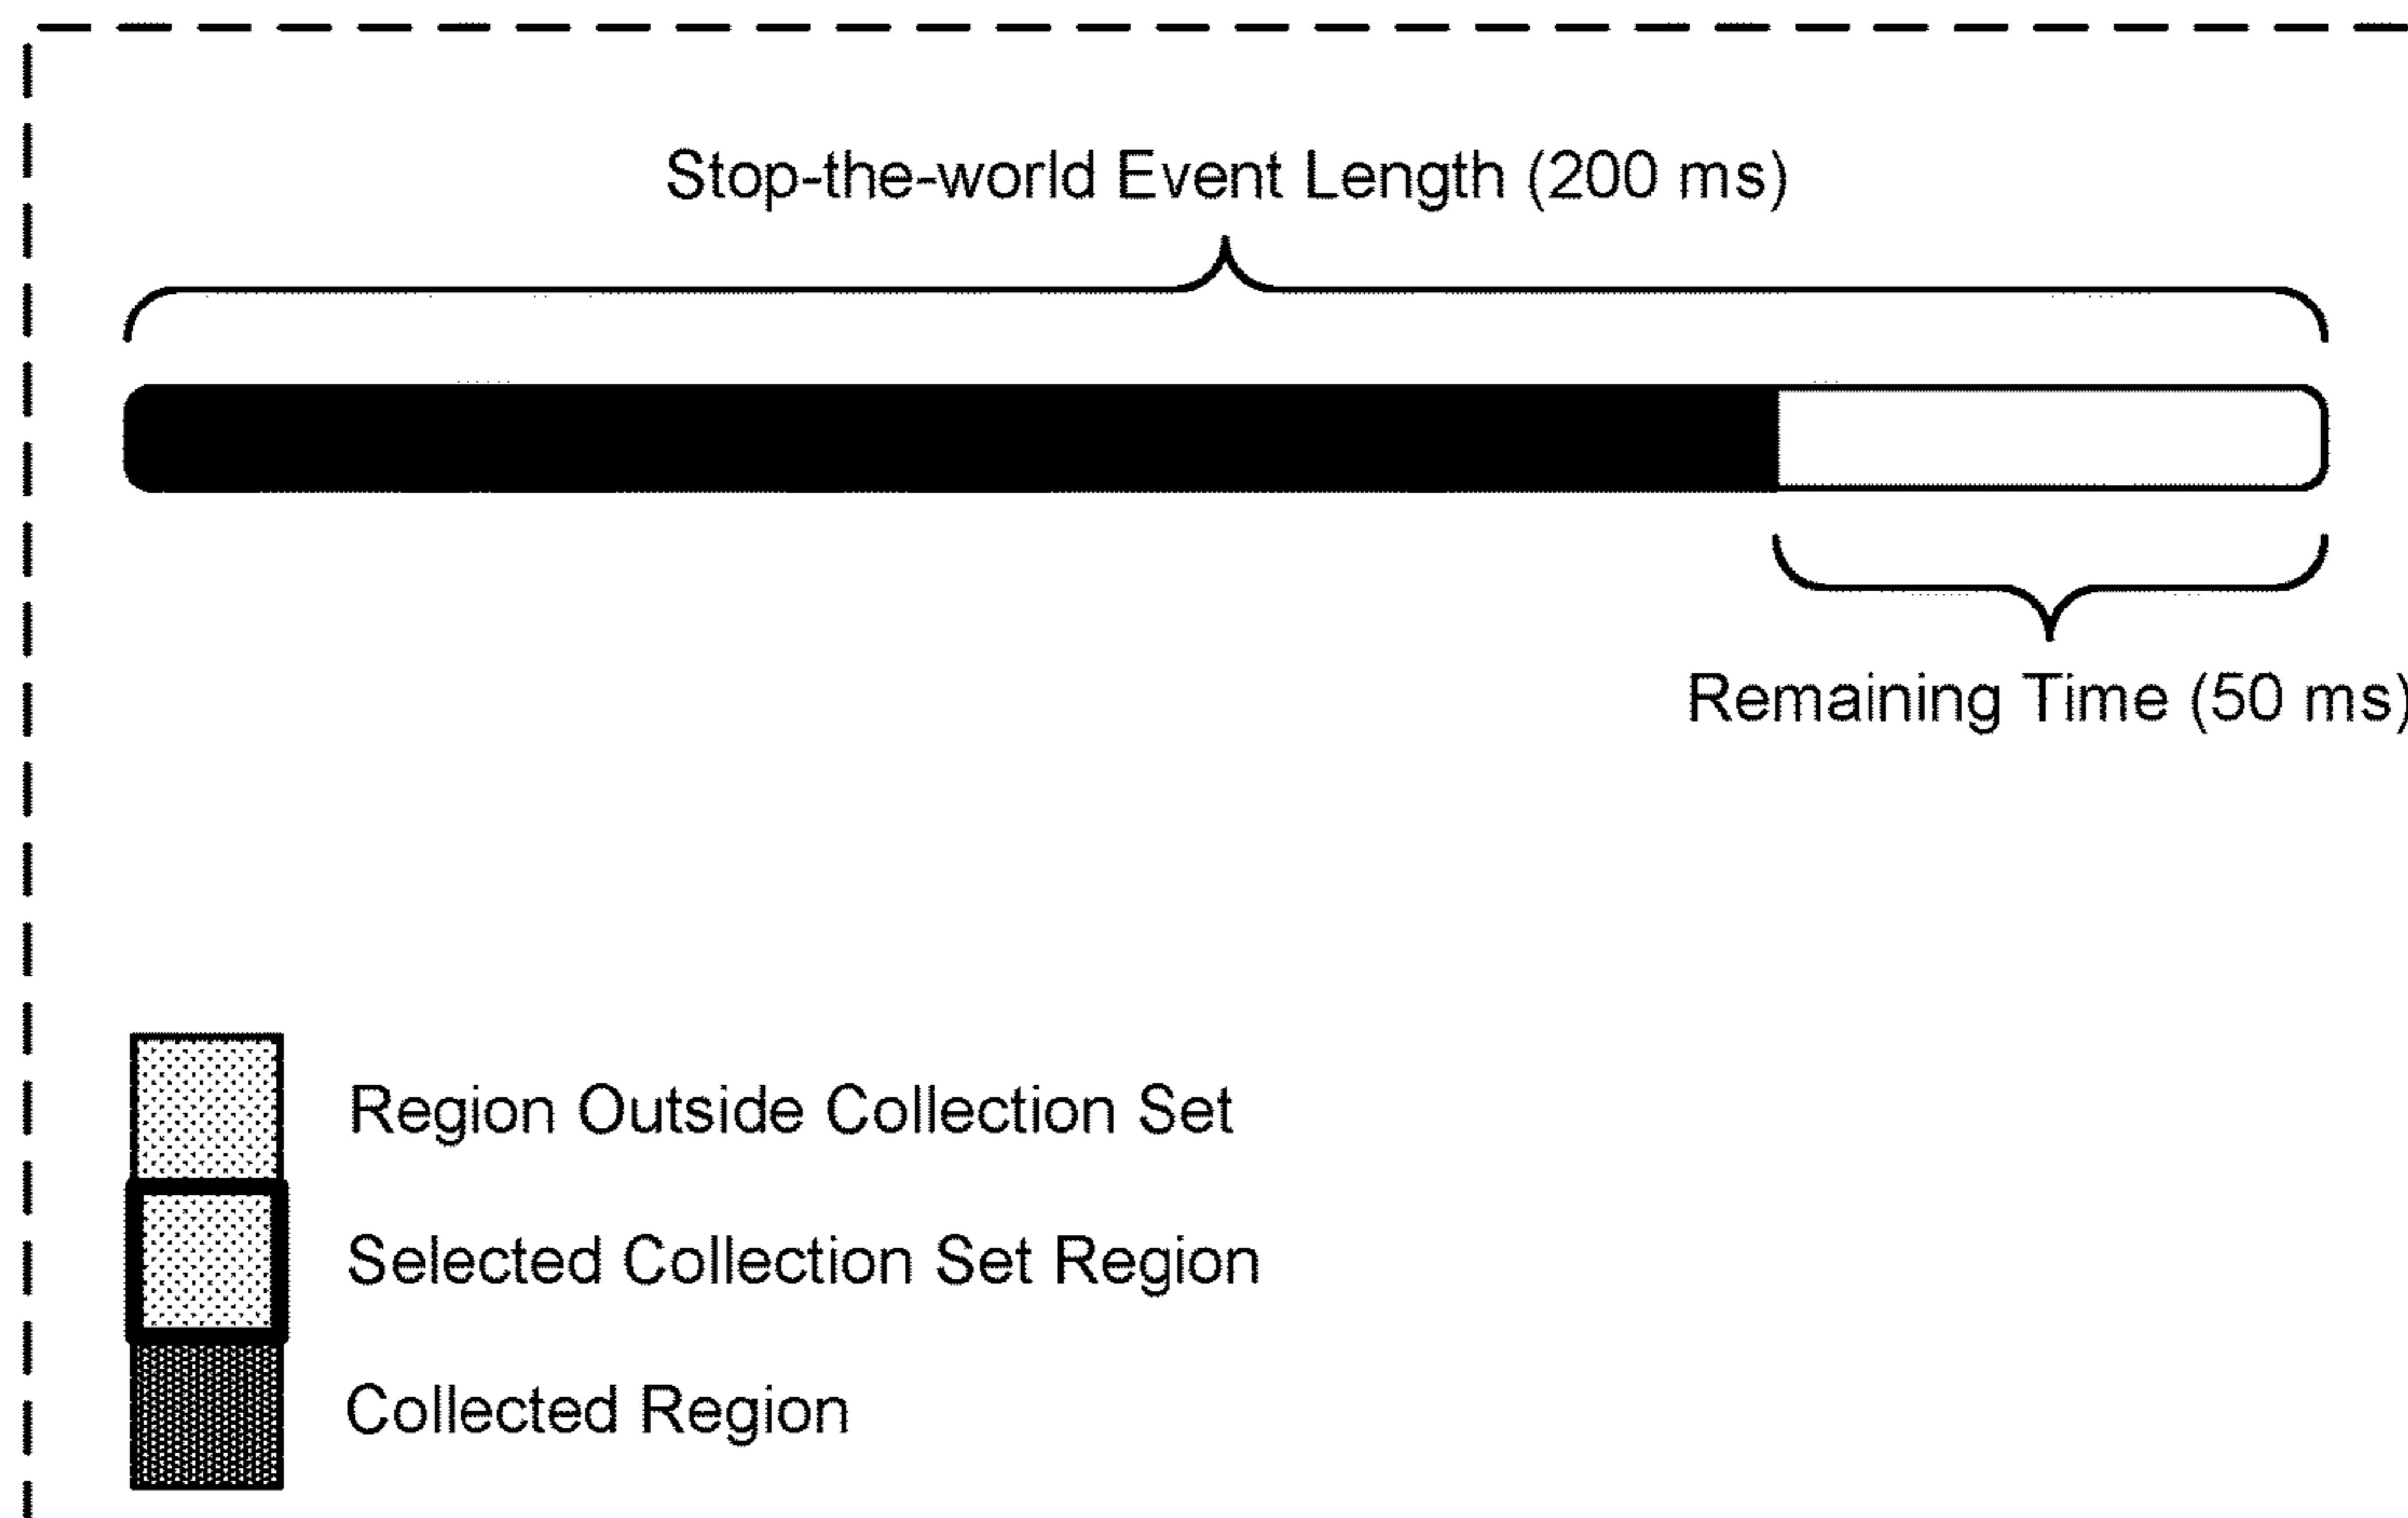 Stop-the-world Event Length (200 ms)
Remaining Time (50 ms)
Region Outside Collection Set
Selected Collection Set Region
Collected Region